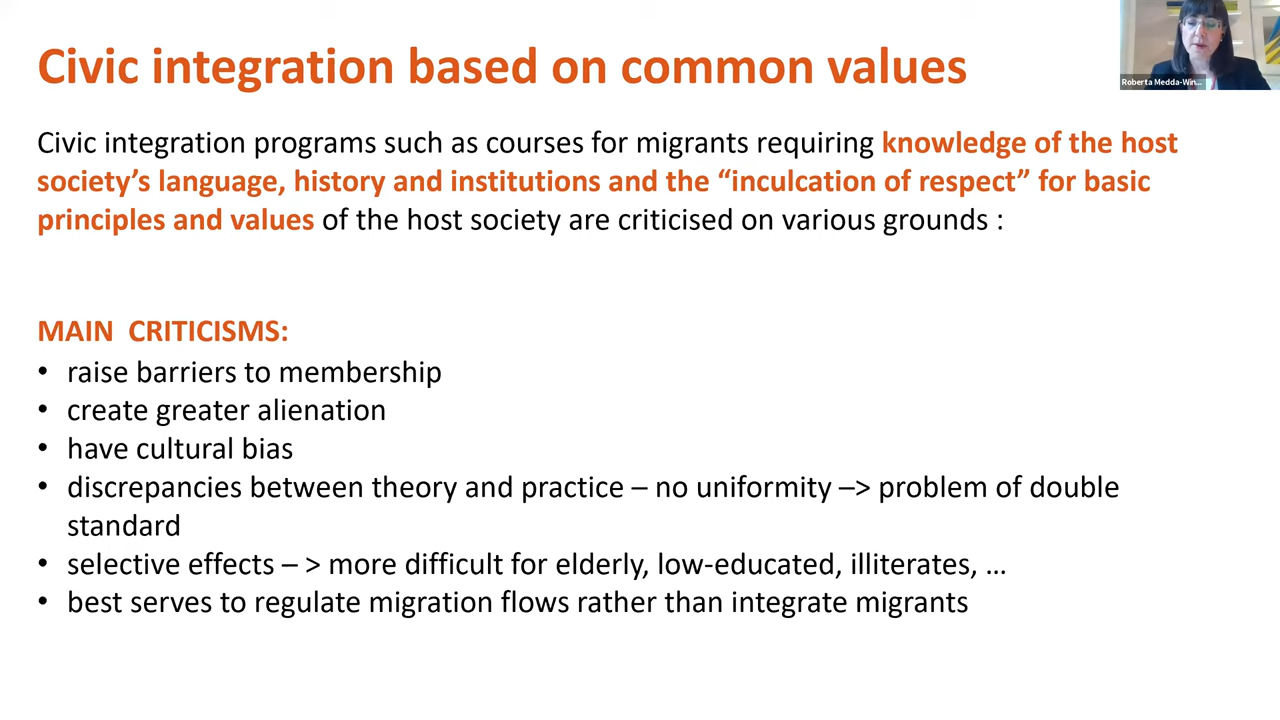 Civic integration based on common values
Roberta Medda-Win...
Civic integration programs such as courses for migrants requiring knowledge of the host
society’s language, history and institutions and the “inculcation of respect” for basic
principles and values of the host society are criticised on various grounds :
MAIN CRITICISMS:
• raise barriers to membership
• create greater alienation
• have cultural bias
• discrepancies between theory and practice – no uniformity –> problem of double
standard
• selective effects – > more difficult for elderly, low-educated, illiterates, …
• best serves to regulate migration flows rather than integrate migrants